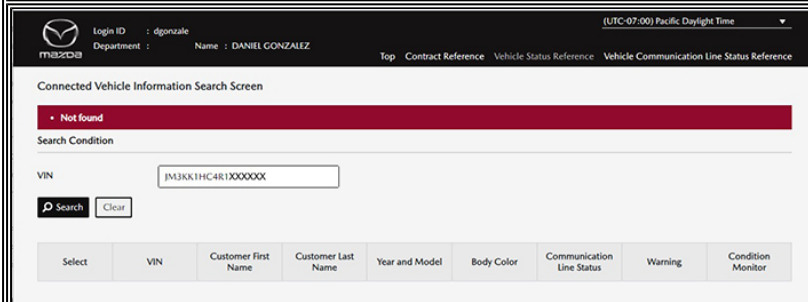 (UTC-07:00) Pacific Daylight Time
mazda
Login ID : dgonzale
Department : Name : DANIEL GONZALEZ
Top Contract Reference Vehicle Status Reference Vehicle Communication Line Status Reference
Connected Vehicle Information Search Screen
• Not found
Search Condition
VIN JM3KK1HC4R1XXXXXX
Search Clear
Select VIN Customer First Name Customer Last Name Year and Model Body Color Communication Line Status Warning Condition Monitor